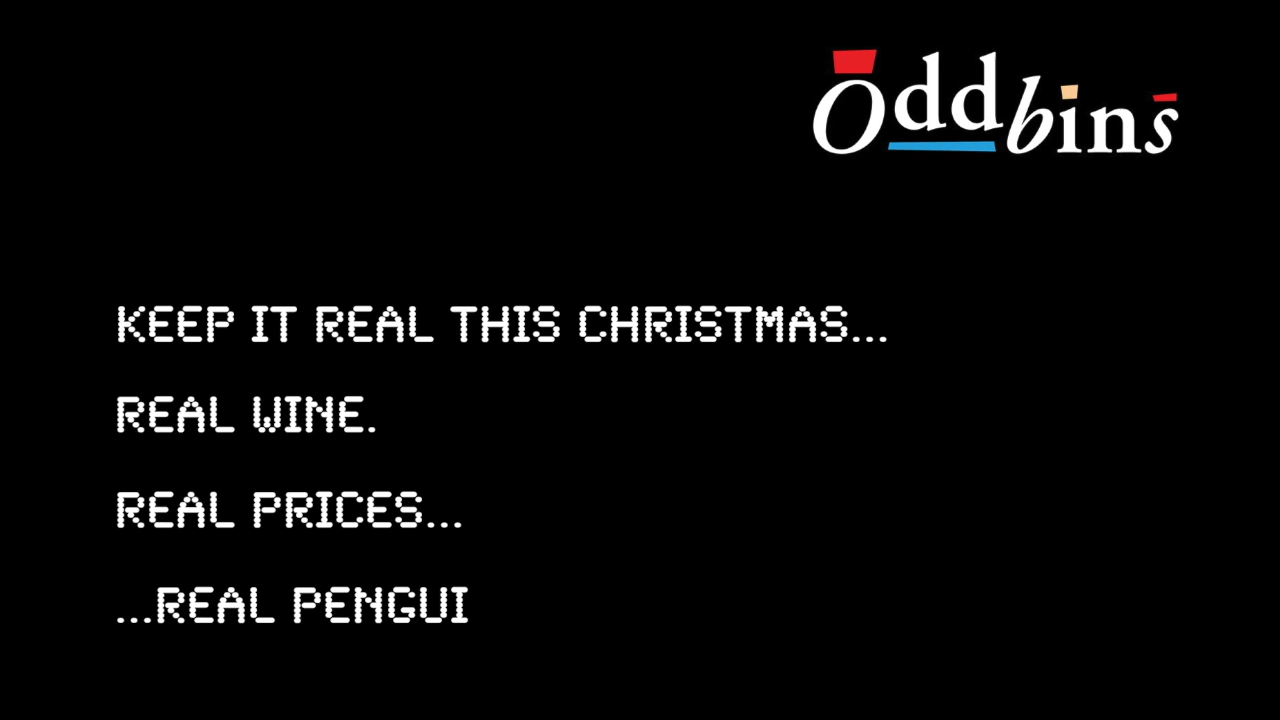 Oddbins
KEEP IT REAL THIS CHRISTMAS...
REAL WINE.
REAL PRICES...
...REAL PENGUI